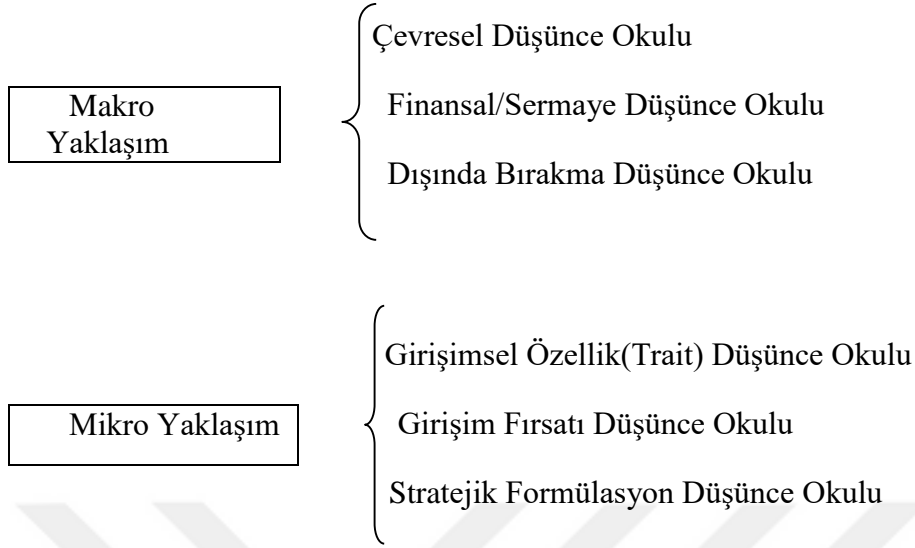 Çevresel Düşünce Okulu
Makro
Yaklaşım
Finansal/Sermaye Düşünce Okulu
Dışında Bırakma Düşünce Okulu
Girişimsel Özellik(Trait) Düşünce Okulu
Mikro Yaklaşım
Girişim Fırsatı Düşünce Okulu
Stratejik Formülasyon Düşünce Okulu